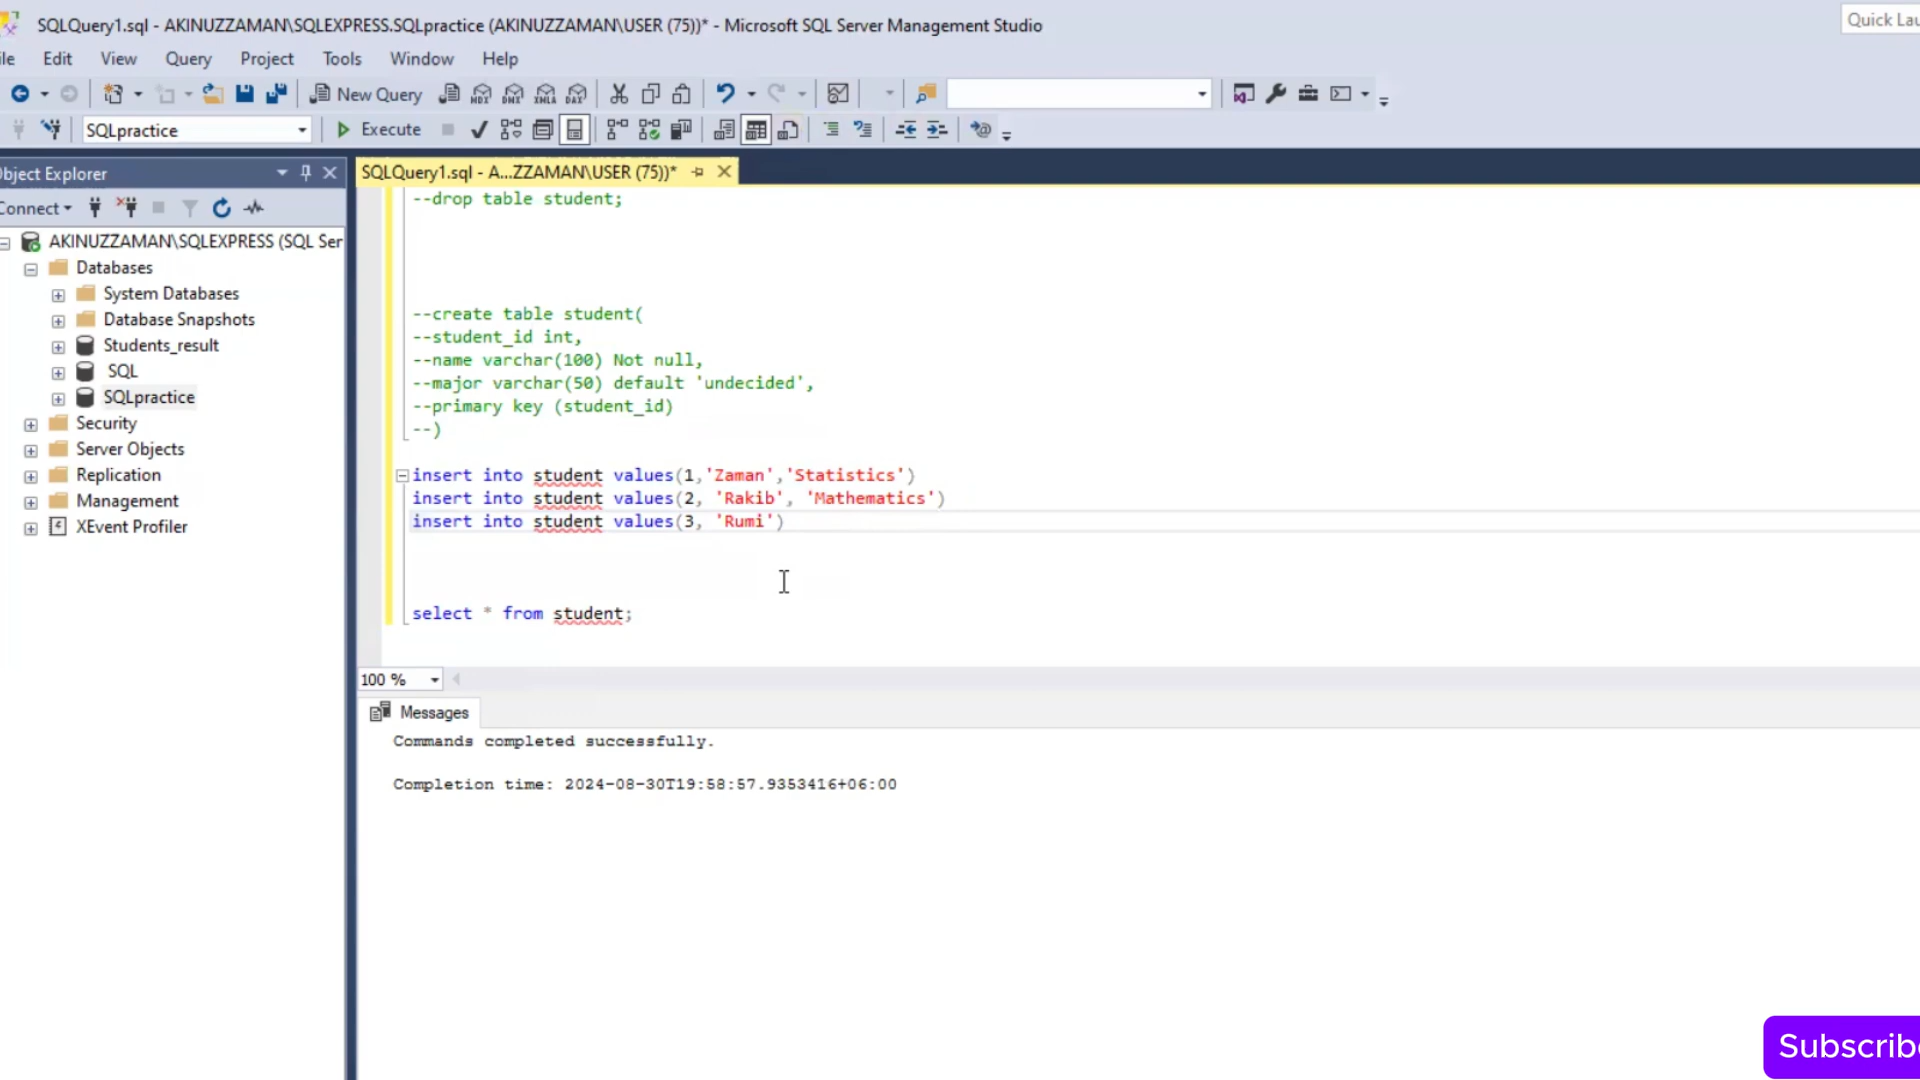 SQLQuery1.sql - AKINUZZAMAN\SQLEXPRESS.SQLpractice (AKINUZZAMAN\USER (75))* - Microsoft SQL Server Management Studio
Quick Lau
ile Edit View Query Project Tools Window Help
New Query MDX DMX XMLA DAX
SQLpractice Execute
bject Explorer
SQLQuery1.sql - A...ZZAMAN\USER (75))*
Connect
AKINUZZAMAN\SQLEXPRESS (SQL Ser
Databases
System Databases
Database Snapshots
Students_result
SQL
SQLpractice
Security
Server Objects
Replication
Management
XEvent Profiler
--drop table student;
--create table student(
--student_id int,
--name varchar(100) Not null,
--major varchar(50) default 'undecided',
--primary key (student_id)
--)
insert into student values(1,'Zaman','Statistics')
insert into student values(2, 'Rakib', 'Mathematics')
insert into student values(3, 'Rumi')
select * from student;
100 %
Messages
Commands completed successfully.
Completion time: 2024-08-30T19:58:57.9353416+06:00
Subscribe